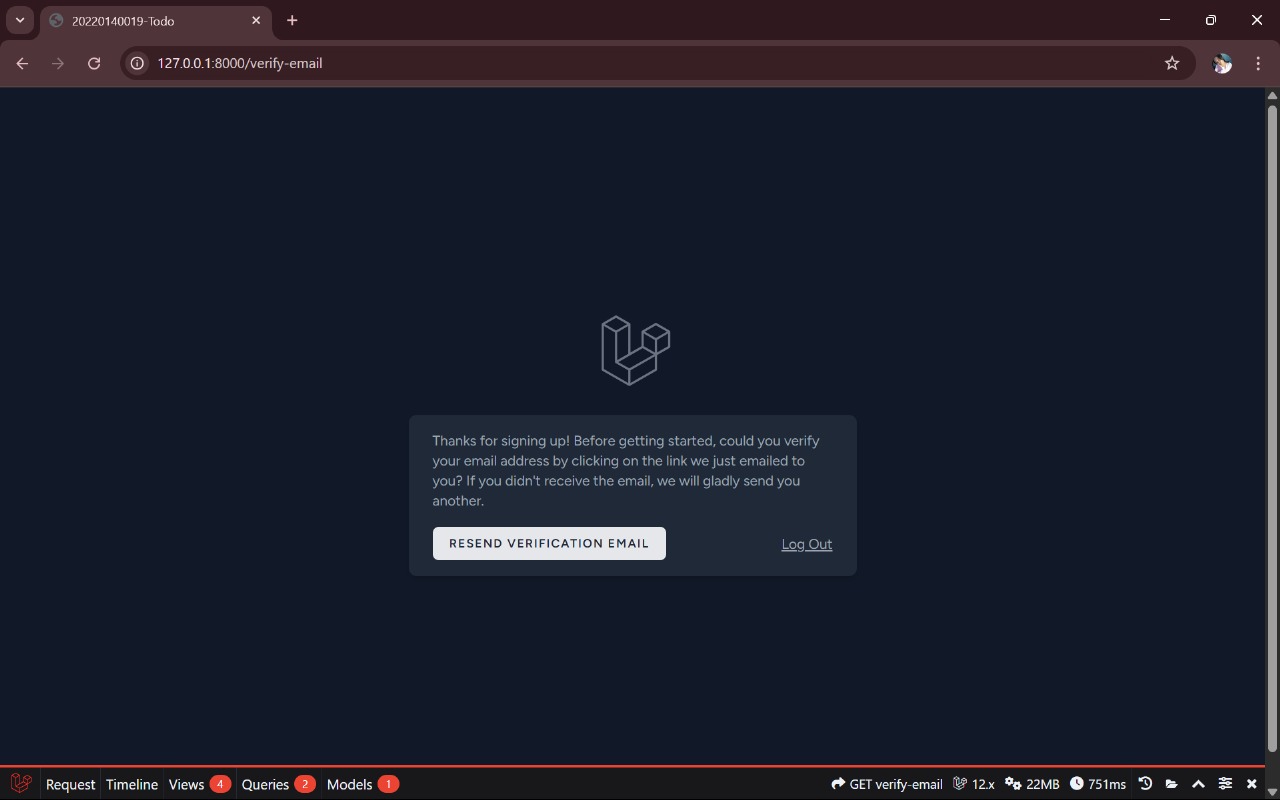 20220140019-Todo
127.0.0.1:8000/verify-email
Thanks for signing up! Before getting started, could you verify
your email address by clicking on the link we just emailed to
you? If you didn't receive the email, we will gladly send you
another.
RESEND VERIFICATION EMAIL
Log Out
Request Timeline Views 4 Queries 2 Models 1 GET verify-email 12.x 22MB 751ms